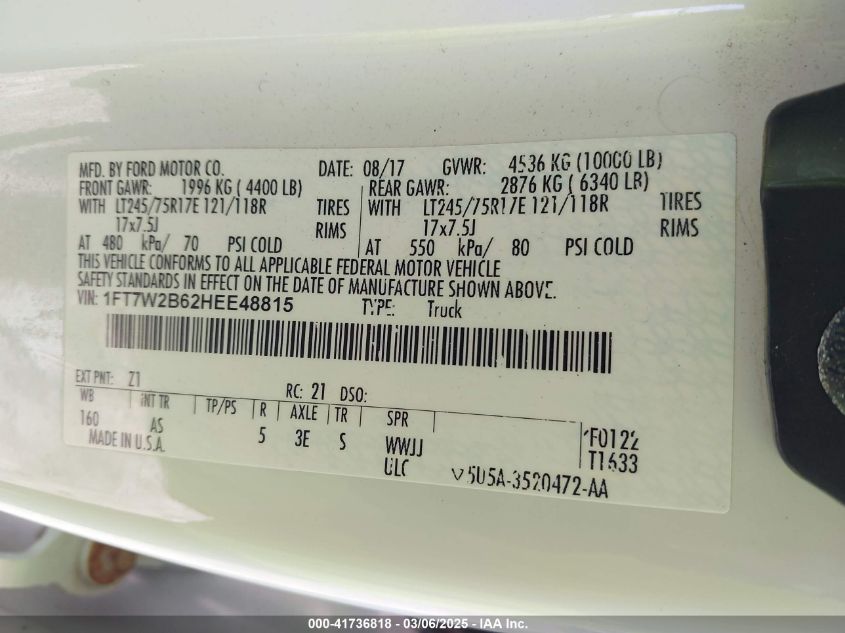 MFD. BY FORD MOTOR CO. DATE: 08/17 GVWR: 4536 KG (10000 LB)
FRONT GAWR: 1996 KG ( 4400 LB) REAR GAWR: 2876 KG ( 6340 LB)
WITH LT245/75R17E 121/118R TIRES WITH LT245/75R17E 121/118R TIRES
17x7.5J RIMS 17x7.5J RIMS
AT 480 kPa/ 70 PSI COLD AT 550 kPa/ 80 PSI COLD
THIS VEHICLE CONFORMS TO ALL APPLICABLE FEDERAL MOTOR VEHICLE
SAFETY STANDARDS IN EFFECT ON THE DATE OF MANUFACTURE SHOWN ABOVE.
VIN: 1FT7W2B62HEE48815 TYPE: Truck
EXT PNT: Z1 RC: 21 DSO:
WB INT TR TP/PS R AXLE TR SPR
160 AS 5 3E S WWJJ F0122
MADE IN U.S.A. ULC T1633
5U5A-3520472-AA
000-41736818 - 03/06/2025 - IAA Inc.